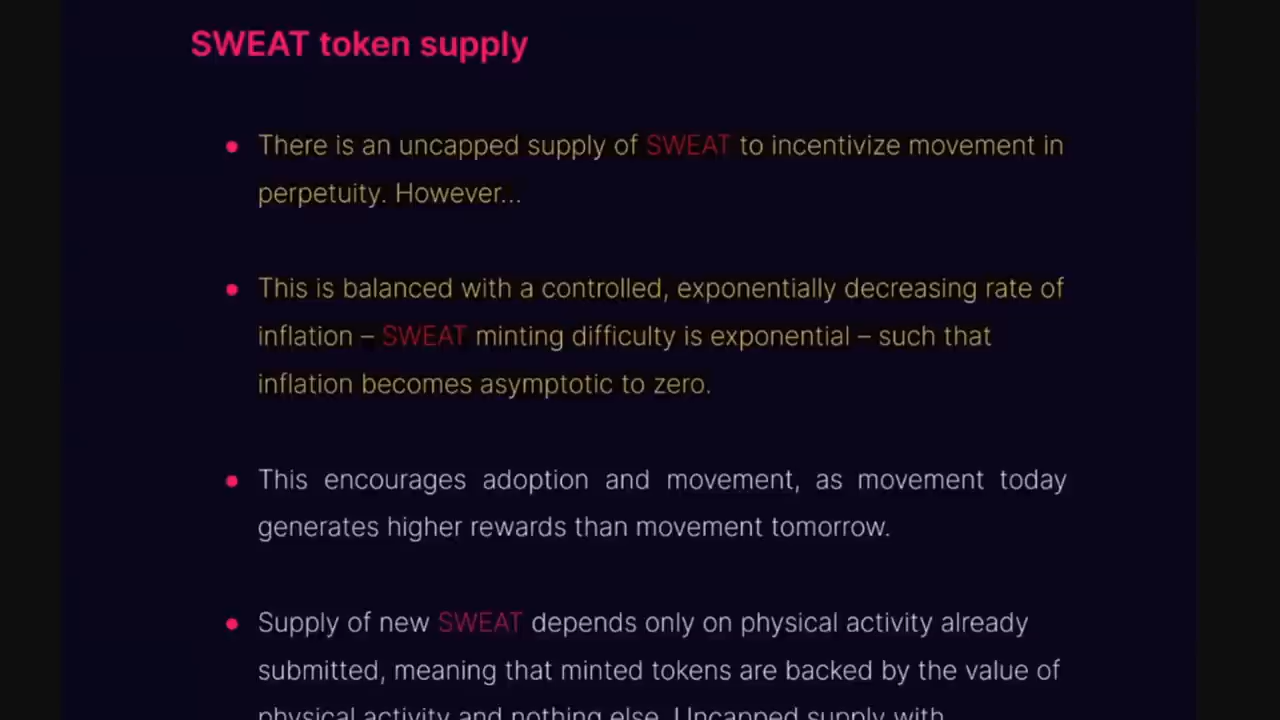 SWEAT token supply
• There is an uncapped supply of SWEAT to incentivize movement in
perpetuity. However...
• This is balanced with a controlled, exponentially decreasing rate of
inflation – SWEAT minting difficulty is exponential – such that
inflation becomes asymptotic to zero.
• This encourages adoption and movement, as movement today
generates higher rewards than movement tomorrow.
• Supply of new SWEAT depends only on physical activity already
submitted, meaning that minted tokens are backed by the value of
physical activity and nothing else. Uncapped supply with